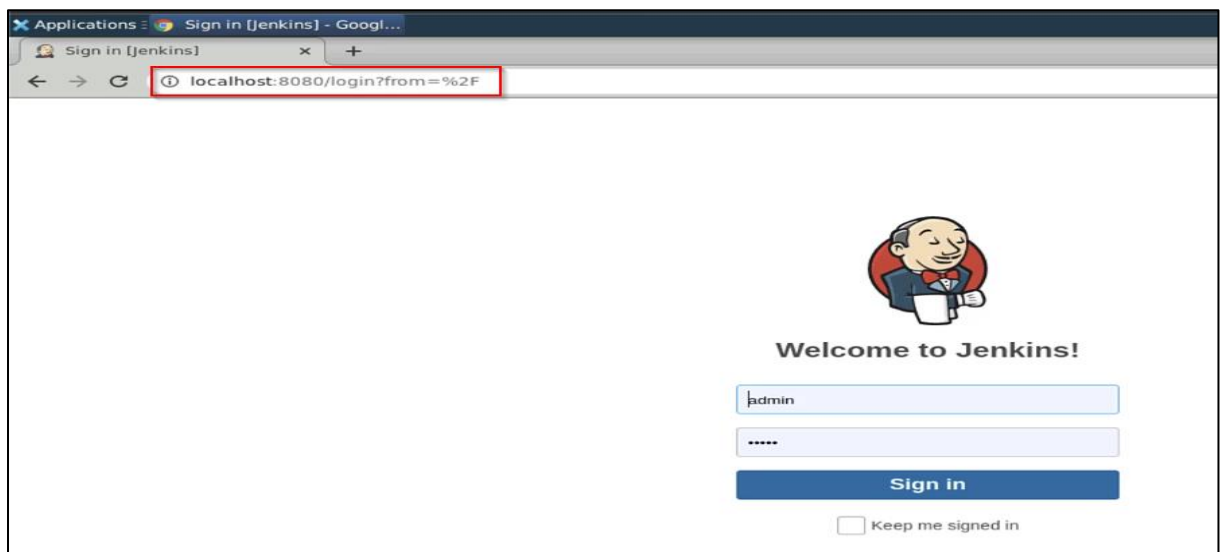 Applications
Sign in [Jenkins] - Googl...
Sign in [Jenkins]
localhost:8080/login?from=%2F
Welcome to Jenkins!
admin
•••••
Sign in
Keep me signed in